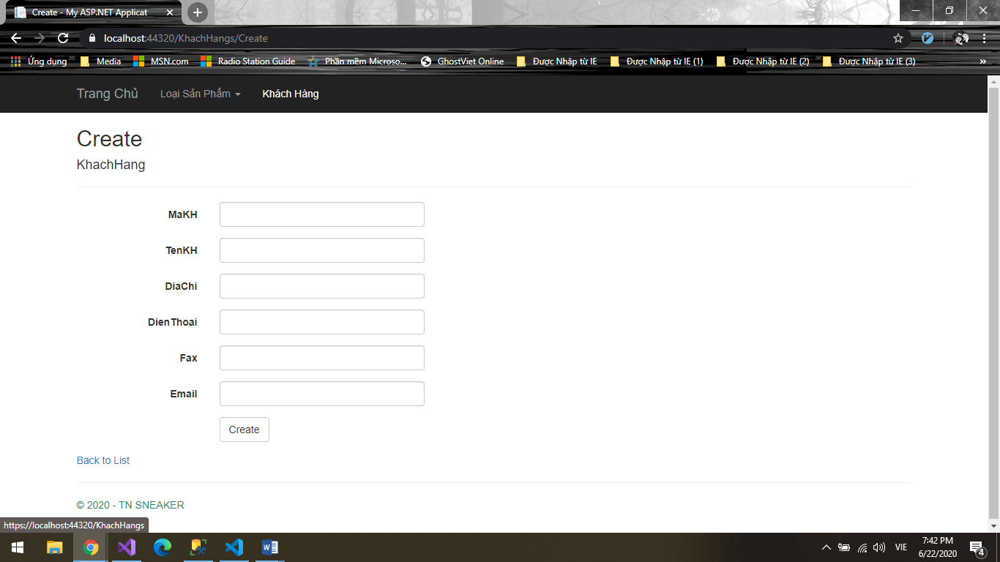 Create - My ASP.NET Applicat
localhost:44320/KhachHangs/Create
Ứng dụng Media MSN.com Radio Station Guide Phần mềm Microso... GhostViet Online Được Nhập từ IE Được Nhập từ IE (1) Được Nhập từ IE (2) Được Nhập từ IE (3) »
Trang Chủ Loại Sản Phẩm Khách Hàng
Create
KhachHang
MaKH
TenKH
DiaChi
DienThoai
Fax
Email
Create
Back to List
© 2020 - TN SNEAKER
https://localhost:44320/KhachHangs
VIE
7:42 PM
6/22/2020
4